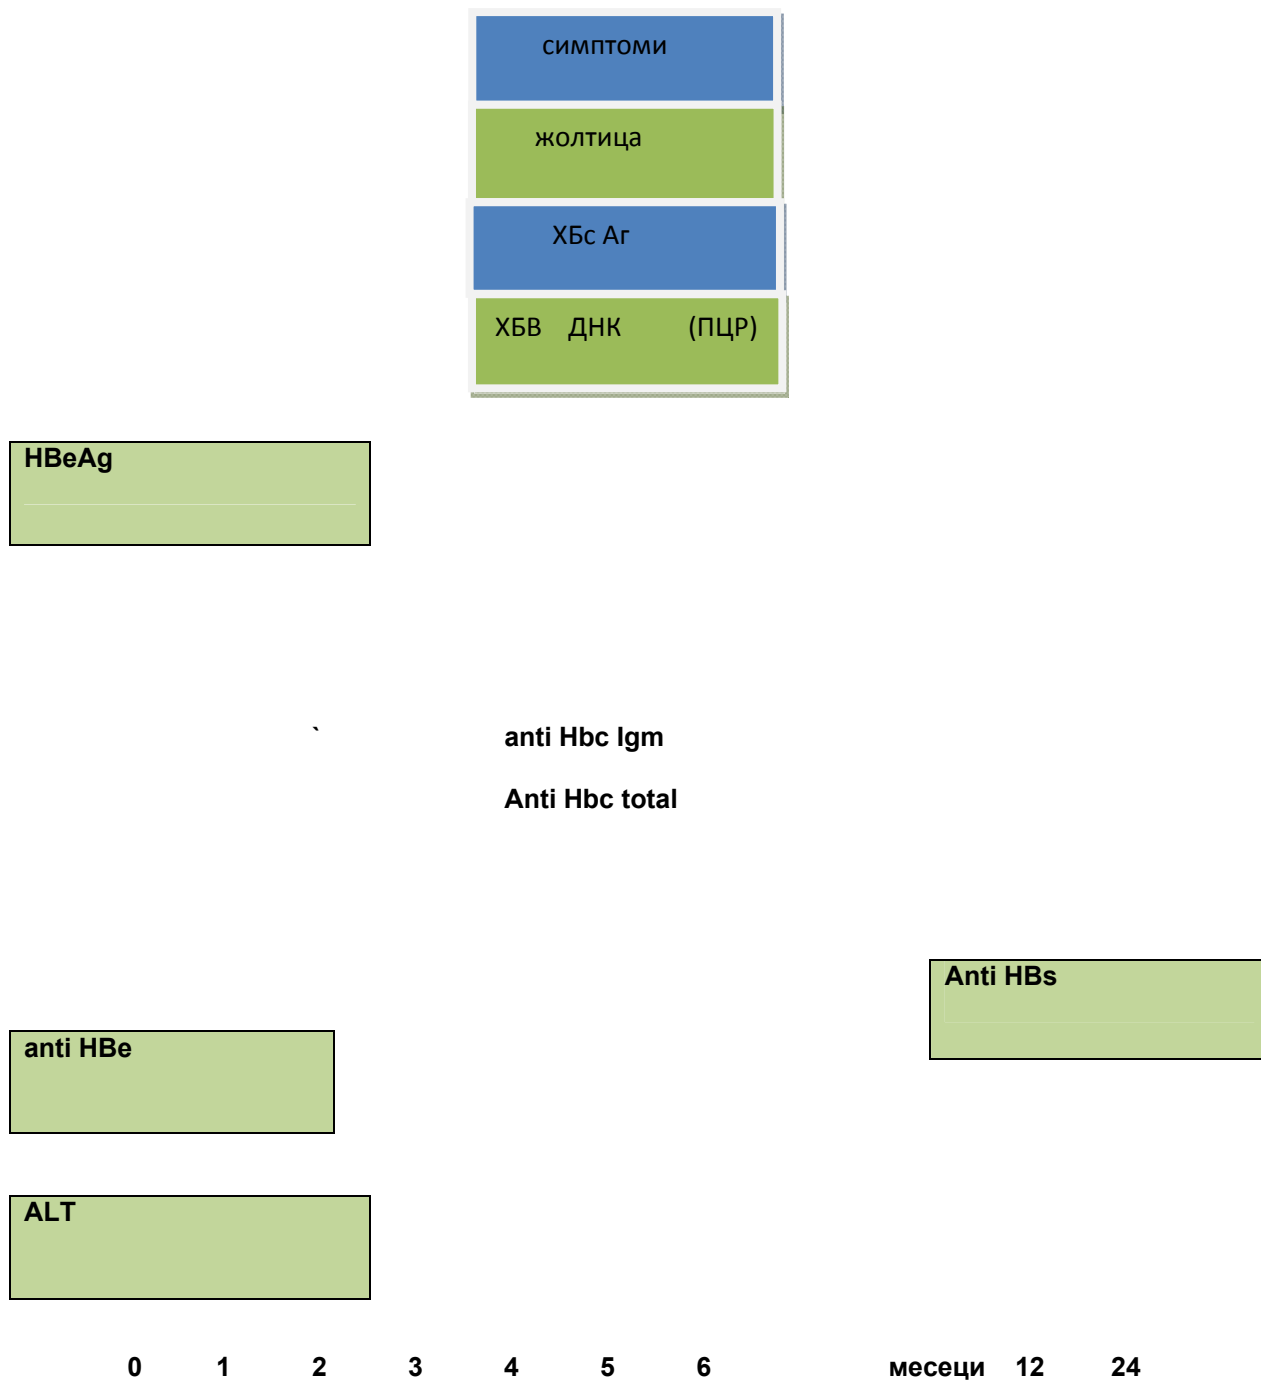 симптоми
жолтица
ХБс Аг
ХБВ ДНК (ПЦР)
HBeAg
` anti Hbc Igm
Anti Hbc total
Anti HBs
anti HBe
ALT
0 1 2 3 4 5 6 месеци 12 24